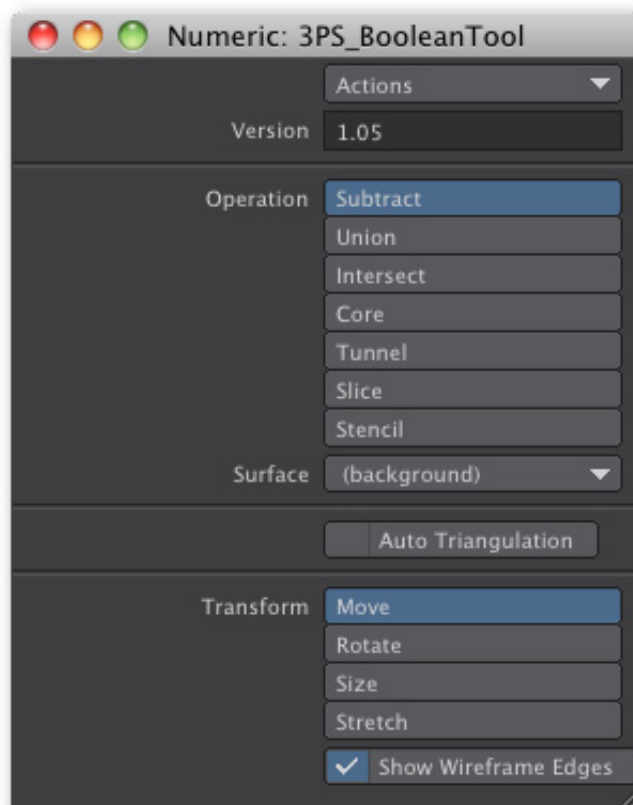 Numeric: 3PS_BooleanTool
Actions
Version 1.05
Operation Subtract
Union
Intersect
Core
Tunnel
Slice
Stencil
Surface (background)
Auto Triangulation
Transform Move
Rotate
Size
Stretch
Show Wireframe Edges